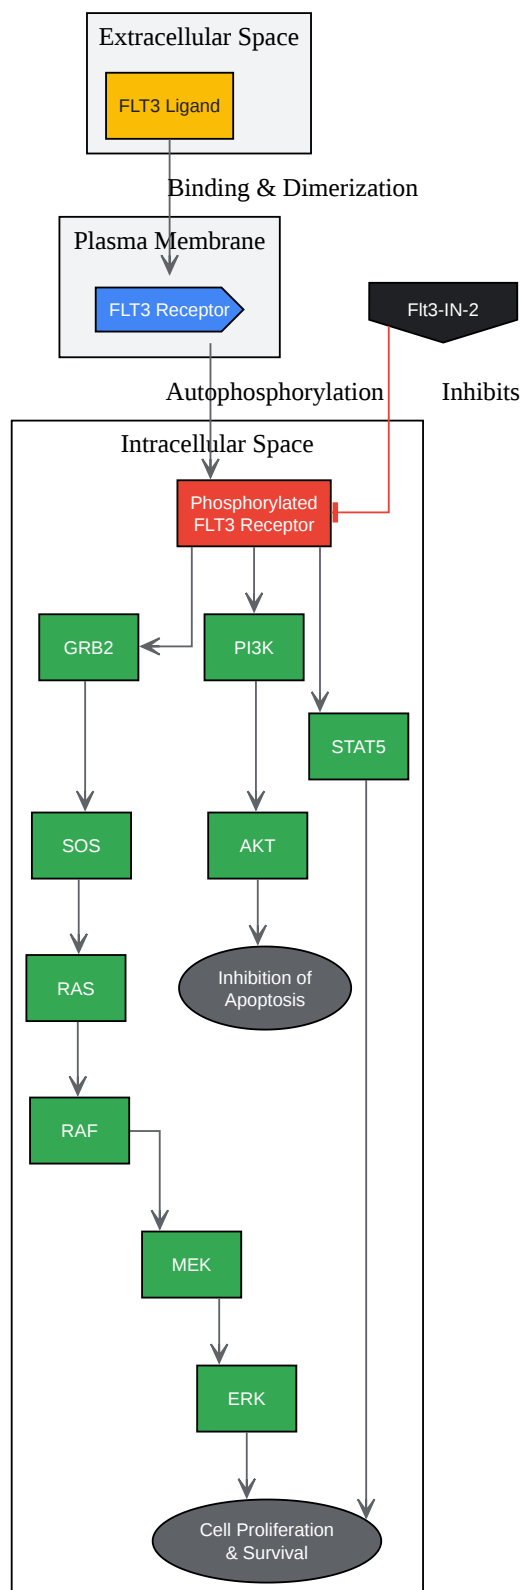 Extracellular Space
FLT3 Ligand
Binding & Dimerization
Plasma Membrane
FLT3 Receptor
Flt3-IN-2
Autophosphorylation
Inhibits
Intracellular Space
Phosphorylated
FLT3 Receptor
GRB2
PI3K
STAT5
SOS
AKT
RAS
Inhibition of
Apoptosis
RAF
MEK
ERK
Cell Proliferation
& Survival